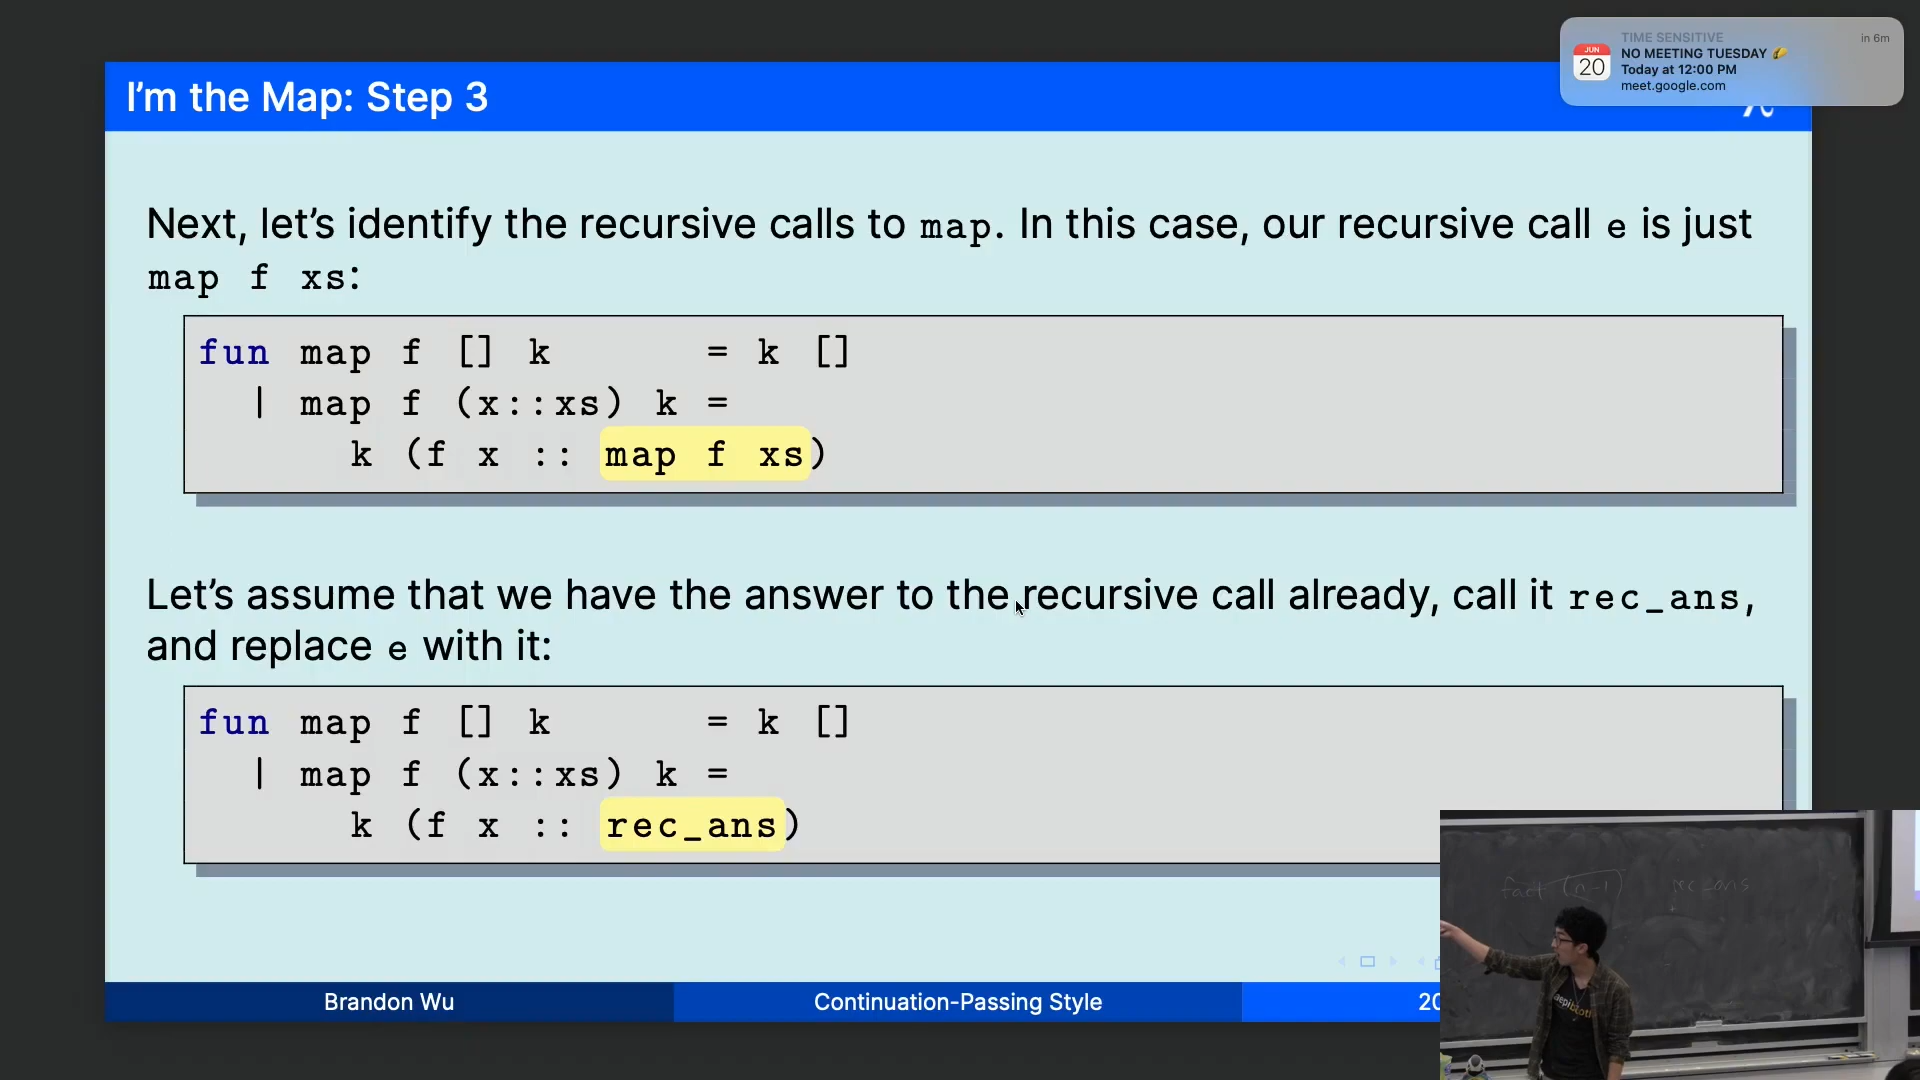 I'm the Map: Step 3
TIME SENSITIVE
in 6m
JUN
20
NO MEETING TUESDAY 🌮
Today at 12:00 PM
meet.google.com
Next, let's identify the recursive calls to map. In this case, our recursive call e is just
map f xs:
fun map f [] k = k []
| map f (x::xs) k =
k (f x :: map f xs)
Let's assume that we have the answer to the recursive call already, call it rec_ans,
and replace e with it:
fun map f [] k = k []
| map f (x::xs) k =
k (f x :: rec_ans)
fact (n-1) rec_ans
Brandon Wu
Continuation-Passing Style